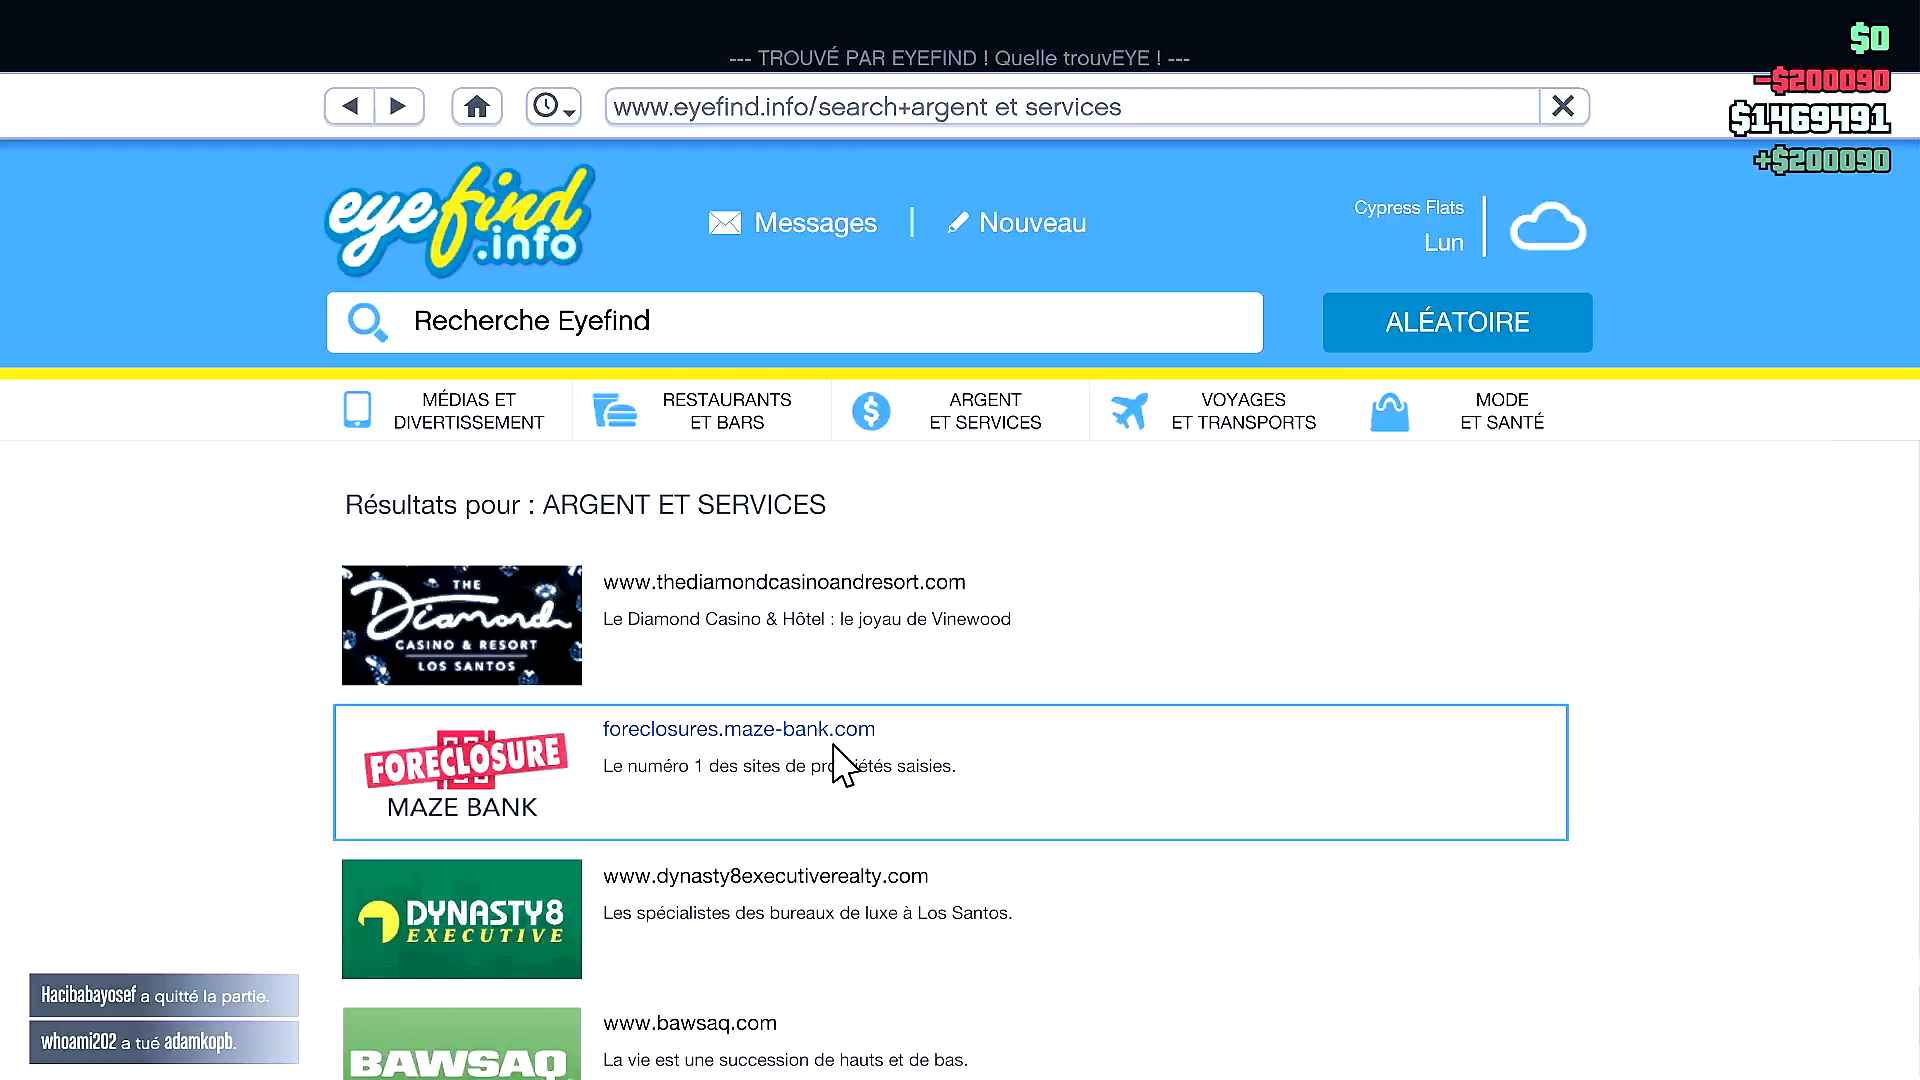 --- TROUVÉ PAR EYEFIND ! Quelle trouvEYE ! ---
$0
-$200090
$1469491
+$200090
www.eyefind.info/search+argent et services
eyefind.info
Messages
Nouveau
Cypress Flats
Lun
Recherche Eyefind
ALÉATOIRE
MÉDIAS ET
DIVERTISSEMENT
RESTAURANTS
ET BARS
ARGENT
ET SERVICES
VOYAGES
ET TRANSPORTS
MODE
ET SANTÉ
Résultats pour : ARGENT ET SERVICES
THE
Diamond
CASINO & RESORT
LOS SANTOS
www.thediamondcasinoandresort.com
Le Diamond Casino & Hôtel : le joyau de Vinewood
FORECLOSURE
MAZE BANK
foreclosures.maze-bank.com
Le numéro 1 des sites de propriétés saisies.
DYNASTY8
EXECUTIVE
www.dynasty8executiverealty.com
Les spécialistes des bureaux de luxe à Los Santos.
BAWSAQ
www.bawsaq.com
La vie est une succession de hauts et de bas.
Hacibabayosef a quitté la partie.
whoami202 a tué adamkopb.